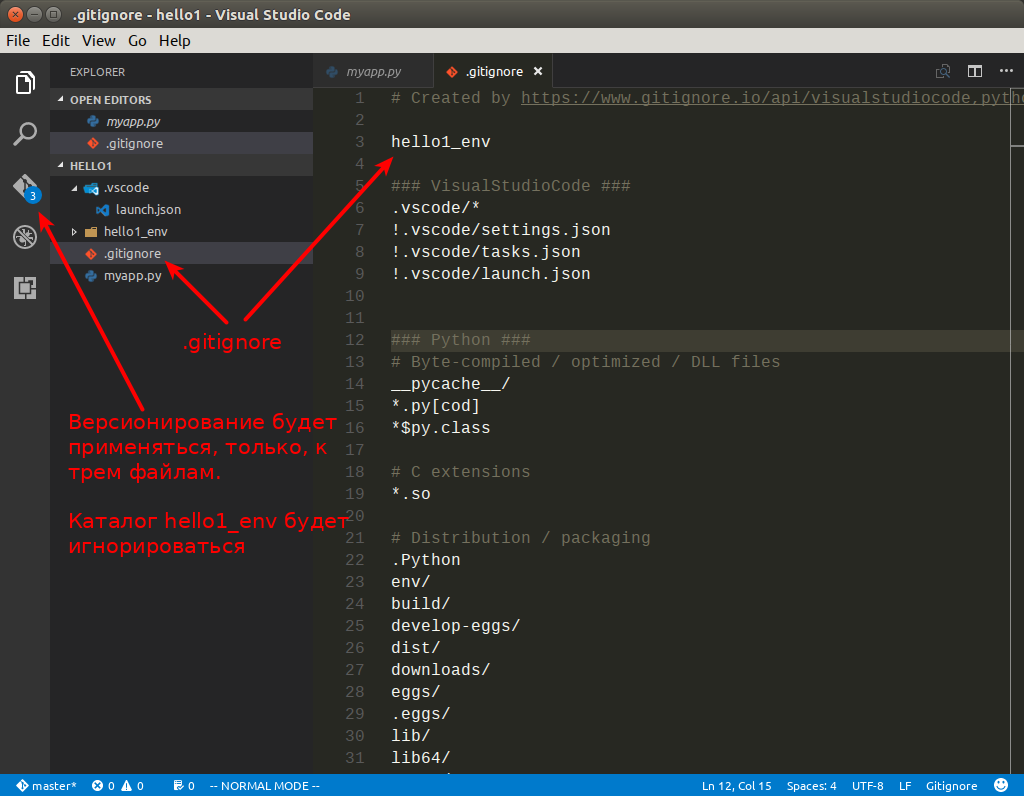 .gitignore - hello1 - Visual Studio Code
File Edit View Go Help
EXPLORER
OPEN EDITORS
myapp.py
.gitignore
HELLO1
.vscode
launch.json
hello1_env
.gitignore
myapp.py
3
.gitignore
Версионирование будет
применяться, только, к
трем файлам.
Каталог hello1_env будет
игнорироваться
myapp.py .gitignore
1 # Created by https://www.gitignore.io/api/visualstudiocode,pytho
2
3 hello1_env
4
5 ### VisualStudioCode ###
6 .vscode/*
7 !.vscode/settings.json
8 !.vscode/tasks.json
9 !.vscode/launch.json
10
11
12 ### Python ###
13 # Byte-compiled / optimized / DLL files
14 __pycache__/
15 *.py[cod]
16 *$py.class
17
18 # C extensions
19 *.so
20
21 # Distribution / packaging
22 .Python
23 env/
24 build/
25 develop-eggs/
26 dist/
27 downloads/
28 eggs/
29 .eggs/
30 lib/
31 lib64/
master* 0 0 0 -- NORMAL MODE -- Ln 12, Col 15 Spaces: 4 UTF-8 LF Gitignore